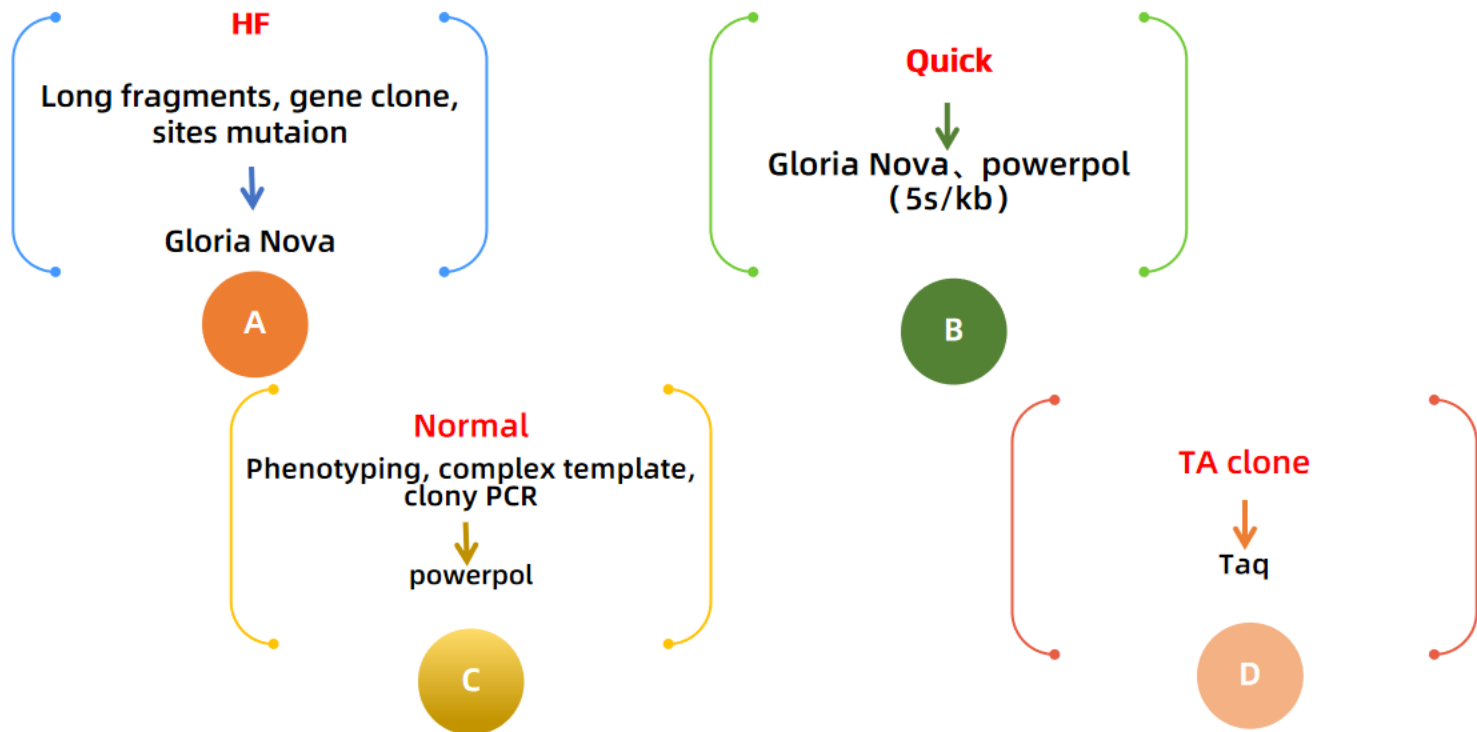 HF
Long fragments, gene clone,
sites mutaion
Gloria Nova
A
Quick
Gloria Nova、powerpol
(5s/kb)
B
Normal
Phenotyping, complex template,
clony PCR
powerpol
C
TA clone
Taq
D